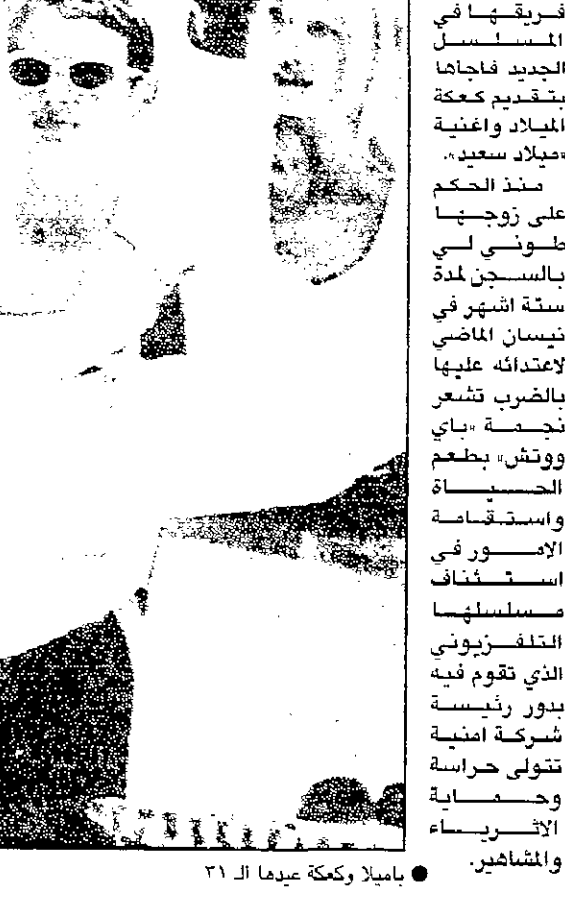 فريقها في
المسلسل
الجديد فاجأها
بتقديم كعكة
الميلاد واغنية
«ميلاد سعيد».
منذ الحكم
على زوجها
طوني لي
بالسجن لمدة
ستة اشهر في
نيسان الماضي
لاعتدائه عليها
بالضرب تشعر
نجمة «باي
ووتش» بطعم
الحياة
واستقامة
الامور في
استئناف
مسلسلها
التلفزيوني
الذي تقوم فيه
بدور رئيسة
شركة امنية
تتولى حراسة
وحماية
الاثرياء
والمشاهير.
● باميلا وكعكة عيدها الـ ٣١